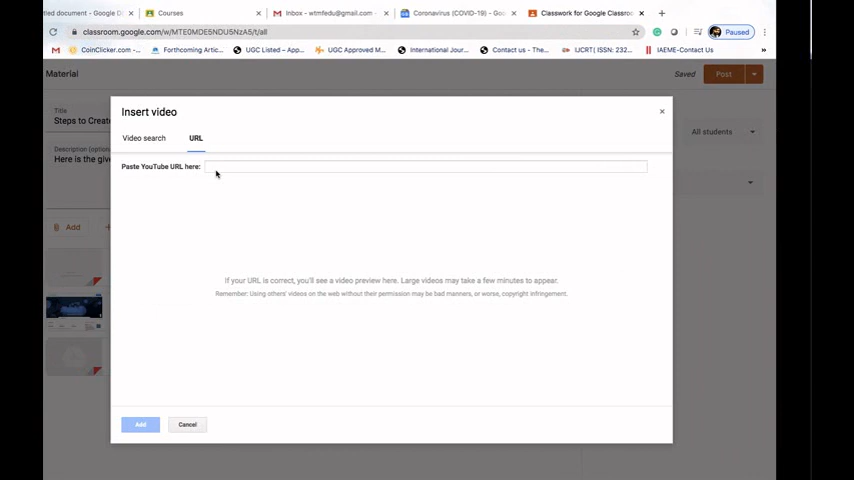 tied document - Google D
Courses
Inbox - wtmfedu@gmail.com -
Coronavirus (COVID-19) – Goo
Classwork for Google Classroo
classroom.google.com/w/MTE0MDE5NDU5NzA5/t/all
Paused
CoinClicker.com -...
Forthcoming Artic...
UGC Listed – App...
UGC Approved M...
International Jour...
Contact us - The...
IJCRT( ISSN: 232...
IAEME-Contact Us
»
Material
Saved
Post
Insert video
Title
Steps to Create
Video search
URL
All students
Description (option
Here is the give
Paste YouTube URL here:
Add
If your URL is correct, you'll see a video preview here. Large videos may take a few minutes to appear.
Remember: Using others' videos on the web without their permission may be bad manners, or worse, copyright infringement.
Add
Cancel